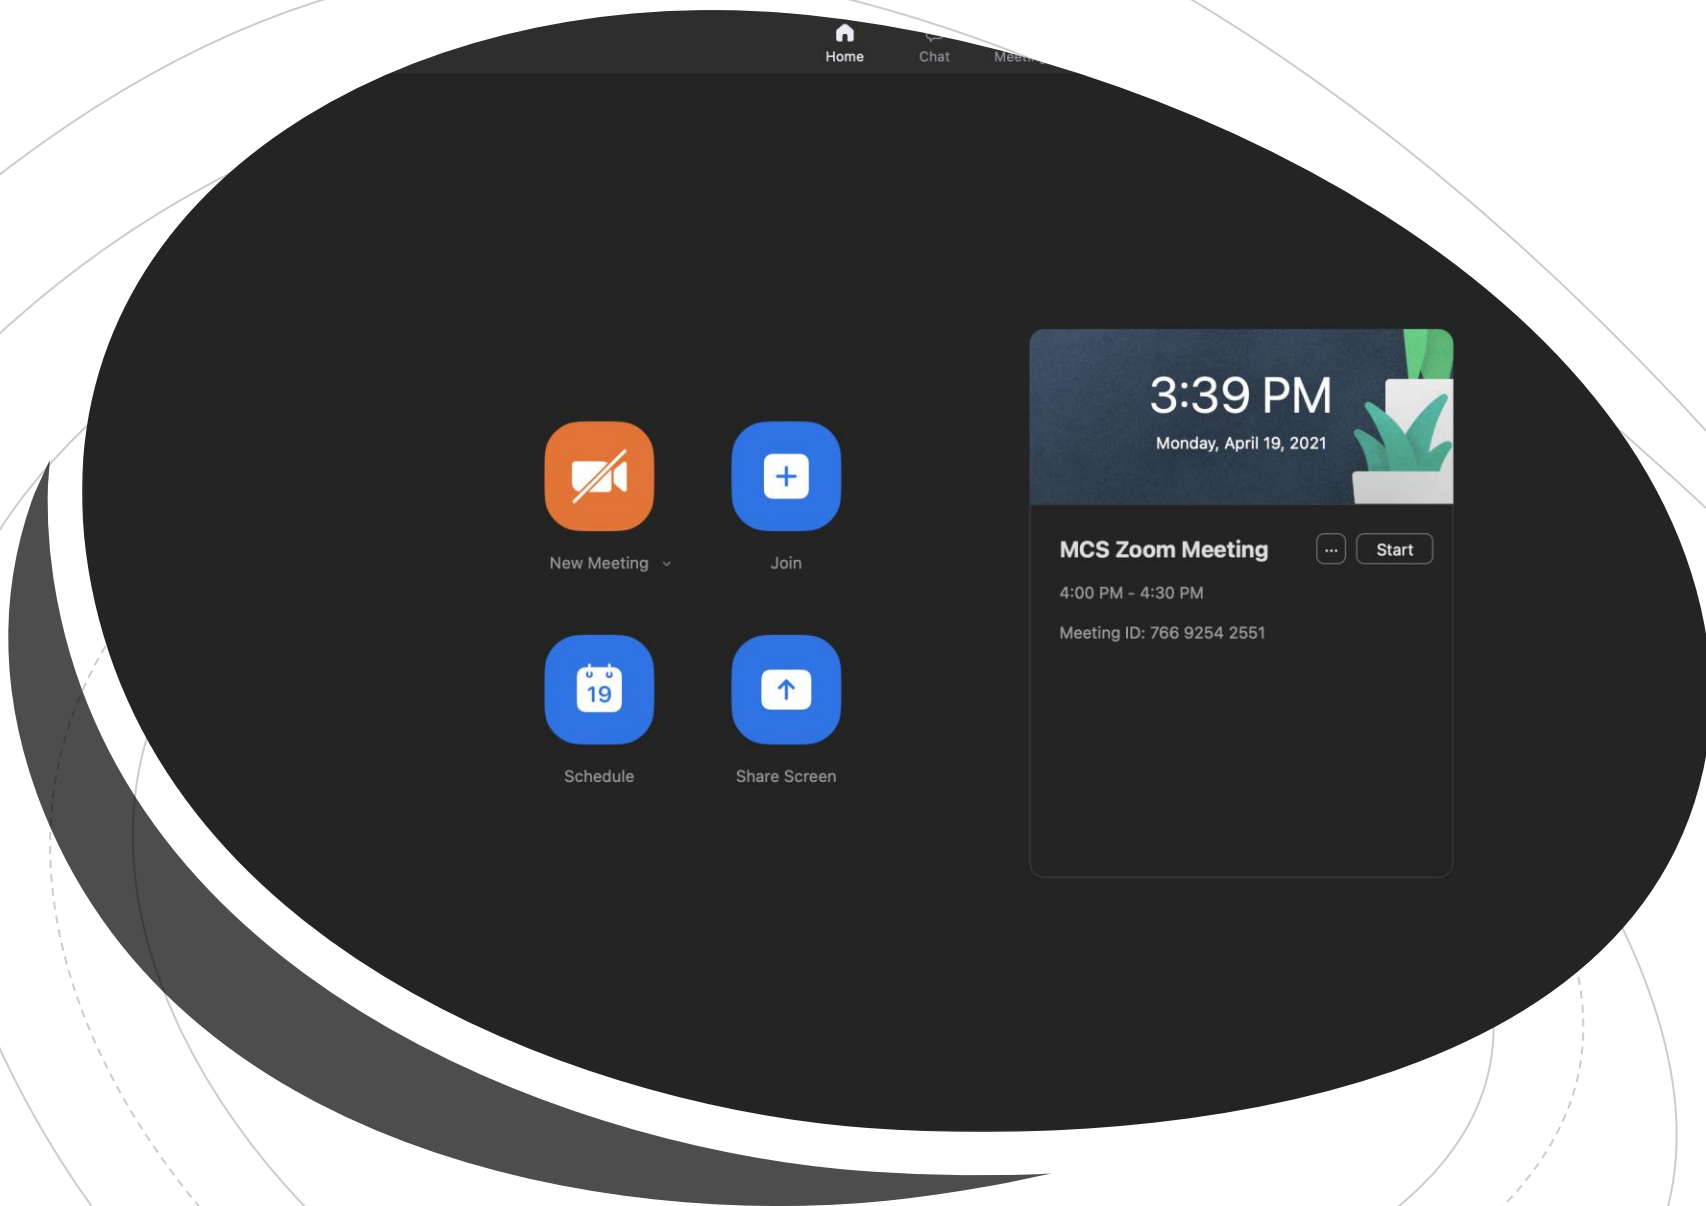 Home
Chat
3:39 PM
Monday, April 19, 2021
New Meeting
Join
MCS Zoom Meeting
...
Start
4:00 PM - 4:30 PM
Meeting ID: 766 9254 2551
19
Schedule
Share Screen